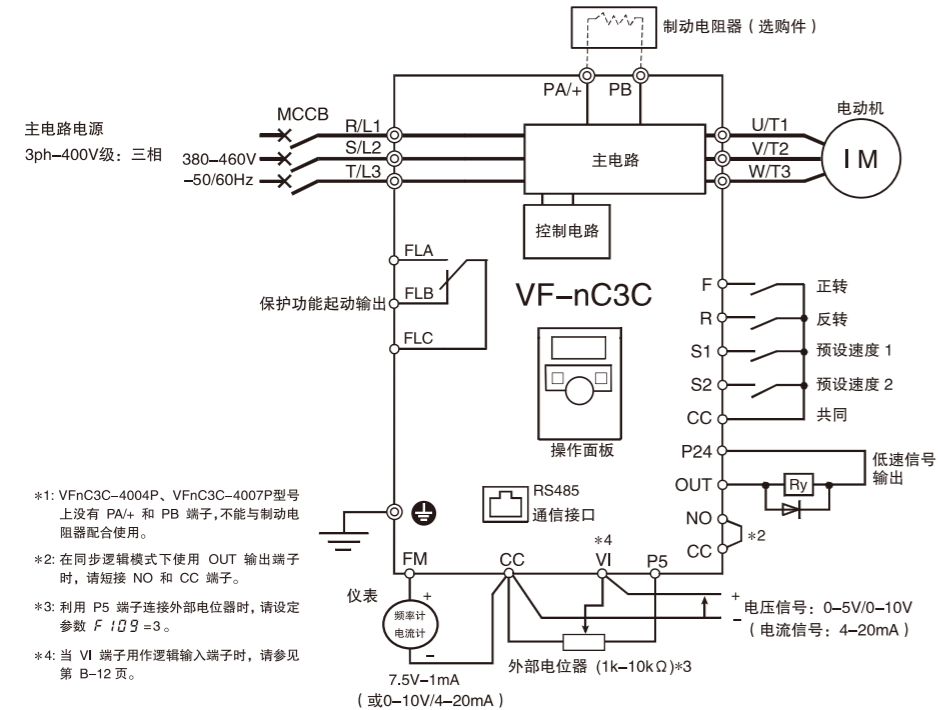 制动电阻器（选购件）
PA/+ PB
MCCB
电动机
主电路电源
3ph–400V级：三相
380–460V
–50/60Hz
R/L1
S/L2
T/L3
主电路
U/T1
V/T2
W/T3
IM
控制电路
FLA
FLB
FLC
保护功能起动输出
VF–nC3C
F 正转
R 反转
S1 预设速度 1
S2 预设速度 2
CC 共同
操作面板
P24
OUT
Ry
低速信号
输出
NO
CC
*2
RS485
通信接口
*1: VFnC3C-4004P、VFnC3C-4007P型号
上没有 PA/+ 和 PB 端子,不能与制动电
阻器配合使用。
*2: 在同步逻辑模式下使用 OUT 输出端子
时，请短接 NO 和 CC 端子。
*3: 利用 P5 端子连接外部电位器时，请设定
参数 F109=3。
*4: 当 VI 端子用作逻辑输入端子时，请参见
第 B–12 页。
*4
FM CC VI P5
仪表
+
频率计
电流计
–
7.5V–1mA
（或0–10V/4–20mA）
外部电位器 (1k–10kΩ)*3
+
–
电压信号：0–5V/0–10V
（电流信号：4–20mA）